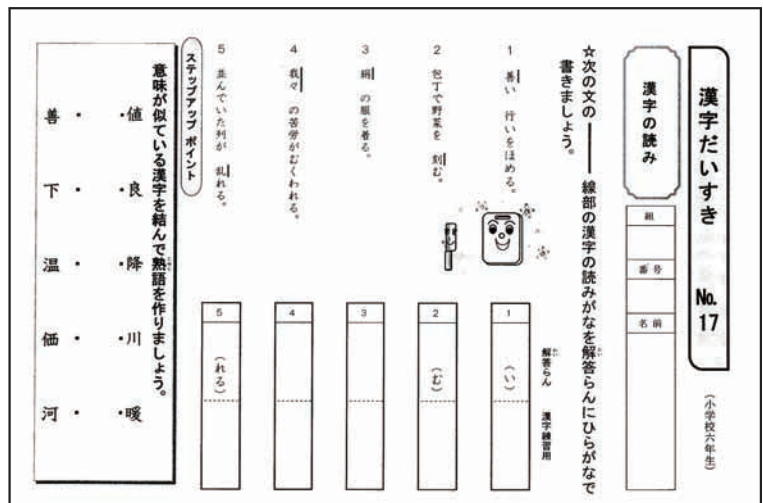 漢字だいすき No.17
(小学校六年生)
漢字の読み
組
番号
名前
☆次の文の――線部の漢字の読みがなを解答らんにひらがなで
書きましょう。
1 善い 行いをほめる。
2 包丁で野菜を 刻む。
3 絹 の服を着る。
4 我々 の苦労がむくわれる。
5 並んでいた列が 乱れる。
解答らん 漢字練習用
1 (い)
2 (む)
3
4
5 (れる)
ステップアップ ポイント
意味が似ている漢字を結んで熟語を作りましょう。
値・ ・善
良・ ・下
降・ ・温
川・ ・価
暖・ ・河